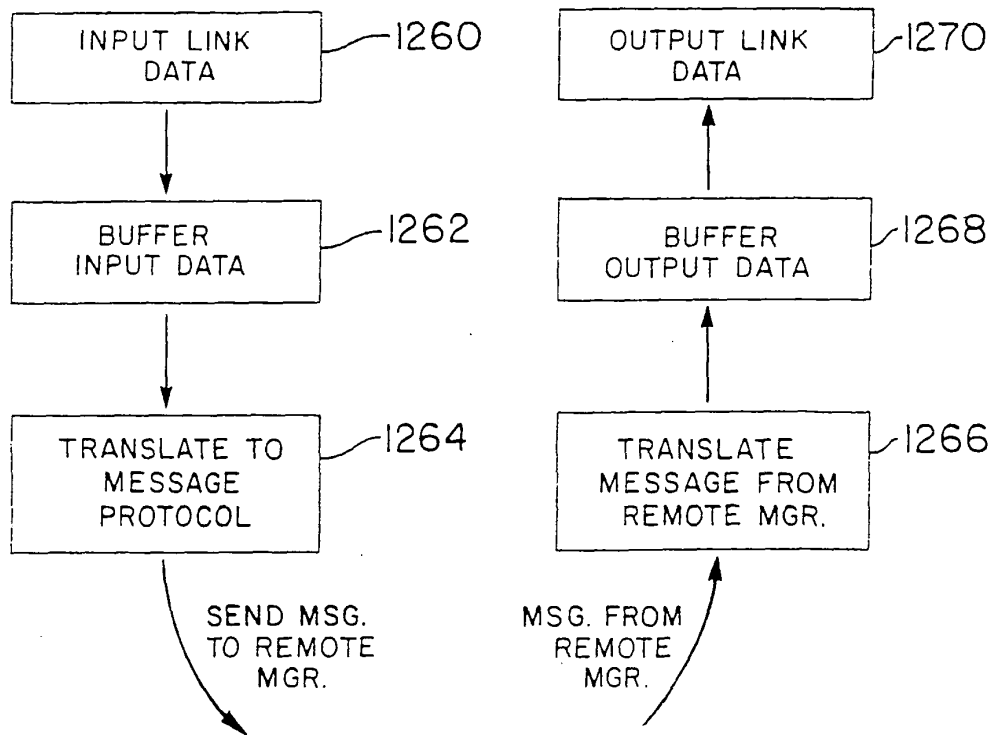 INPUT LINK
DATA
1260
BUFFER
INPUT DATA
1262
TRANSLATE TO
MESSAGE
PROTOCOL
1264
SEND MSG.
TO REMOTE
MGR.
OUTPUT LINK
DATA
1270
BUFFER
OUTPUT DATA
1268
TRANSLATE
MESSAGE FROM
REMOTE MGR.
1266
MSG. FROM
REMOTE
MGR.